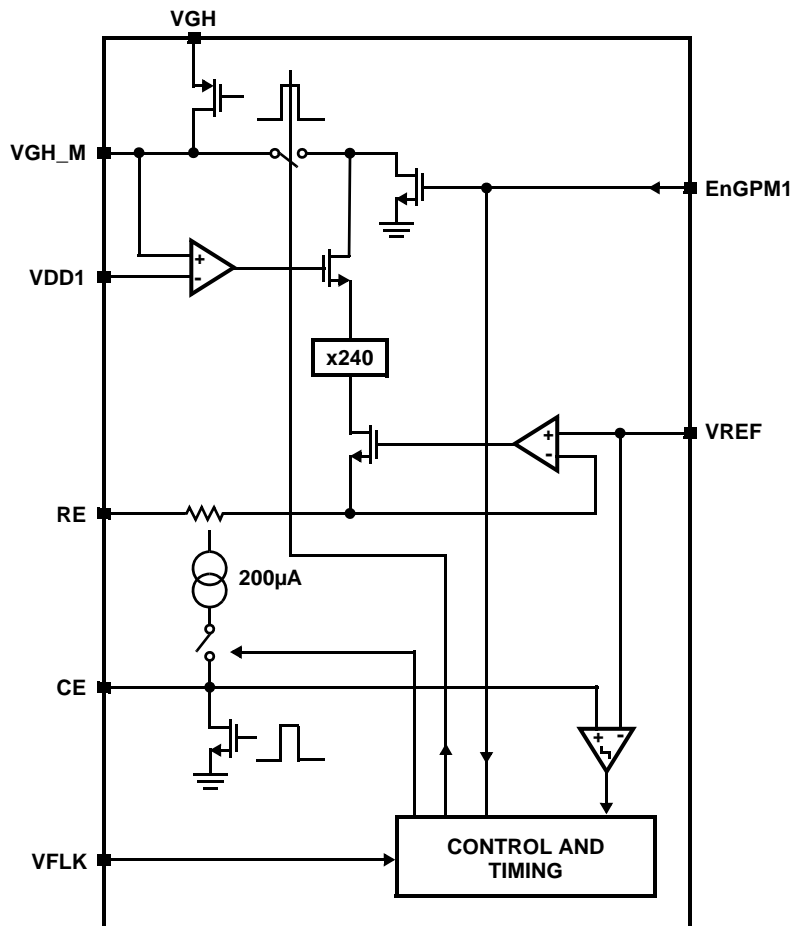 VGH
VGH_M
EnGPM1
+
-
VDD1
x240
+
-
VREF
RE
200µA
CE
+ -
VFLK
CONTROL AND
TIMING